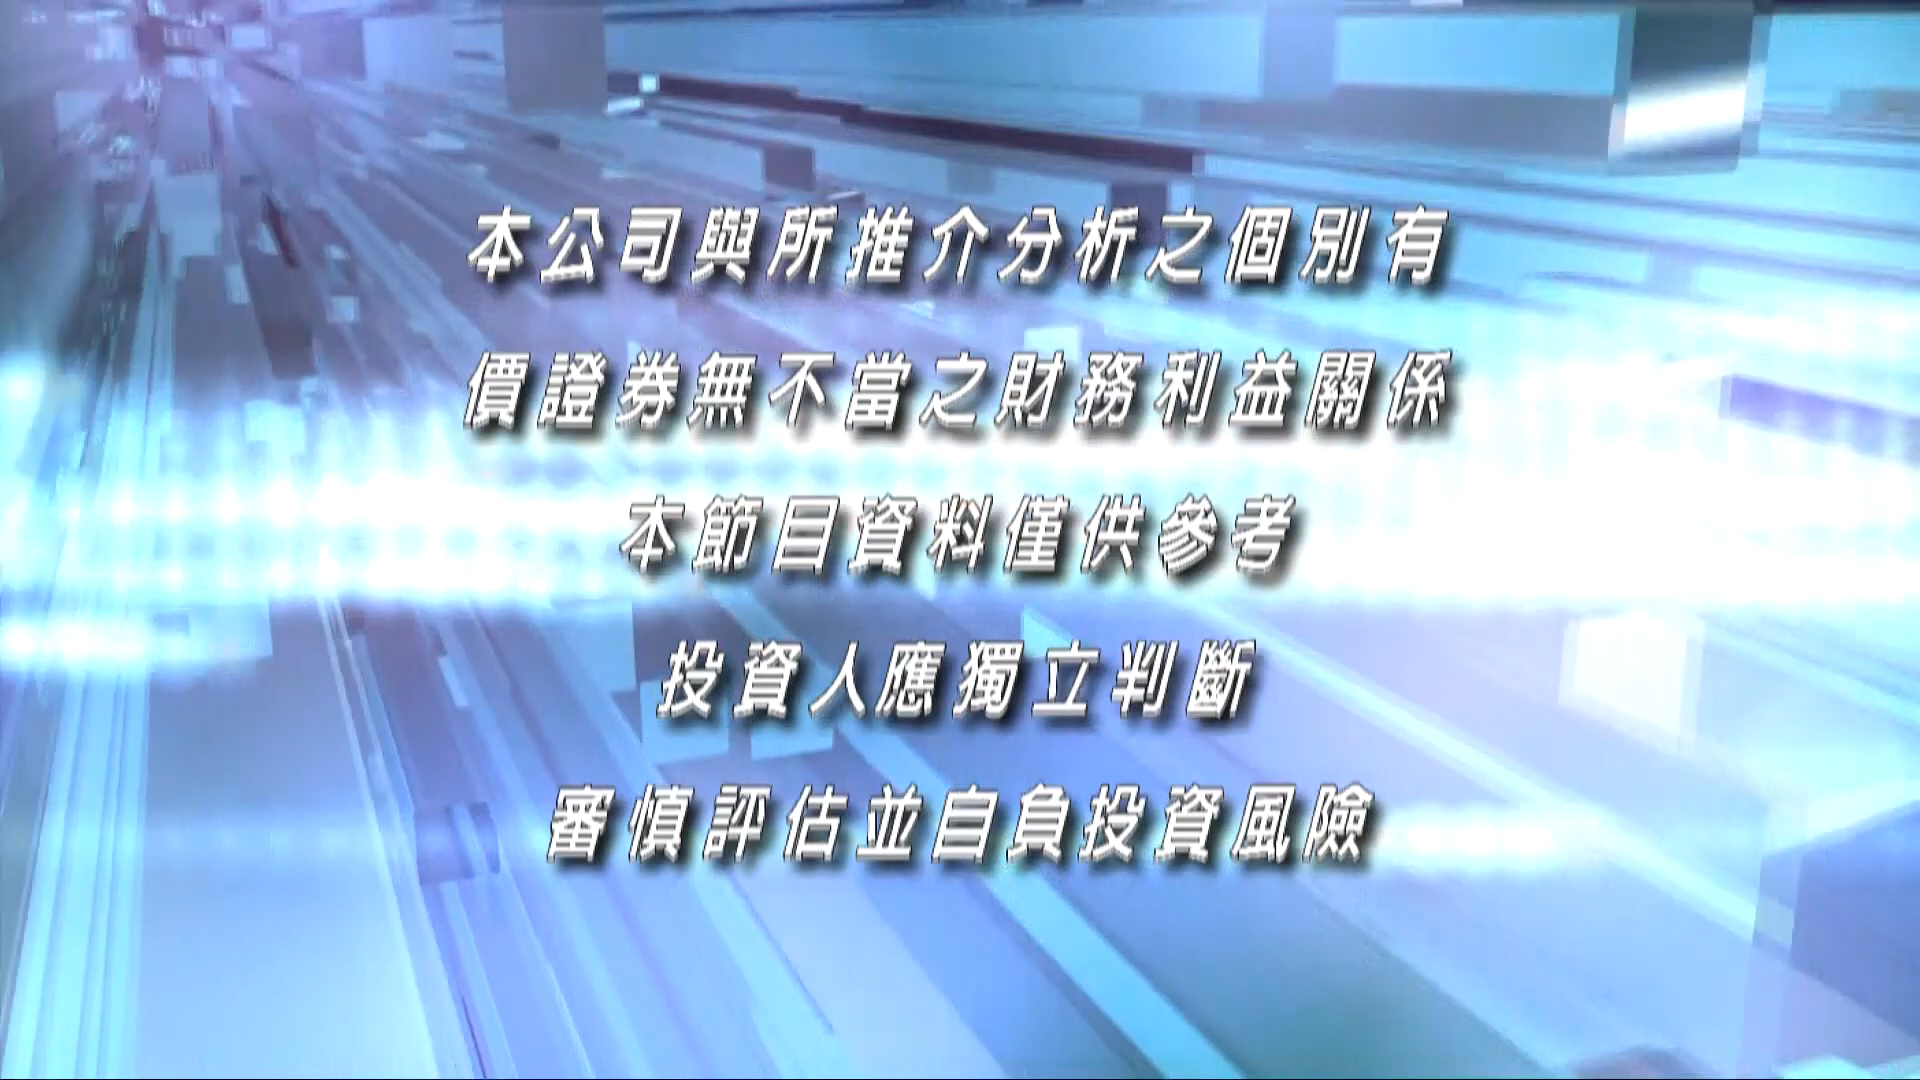 本公司與所推介分析之個別有
價證券無不當之財務利益關係
本節目資料僅供參考
投資人應獨立判斷
審慎評估並自負投資風險